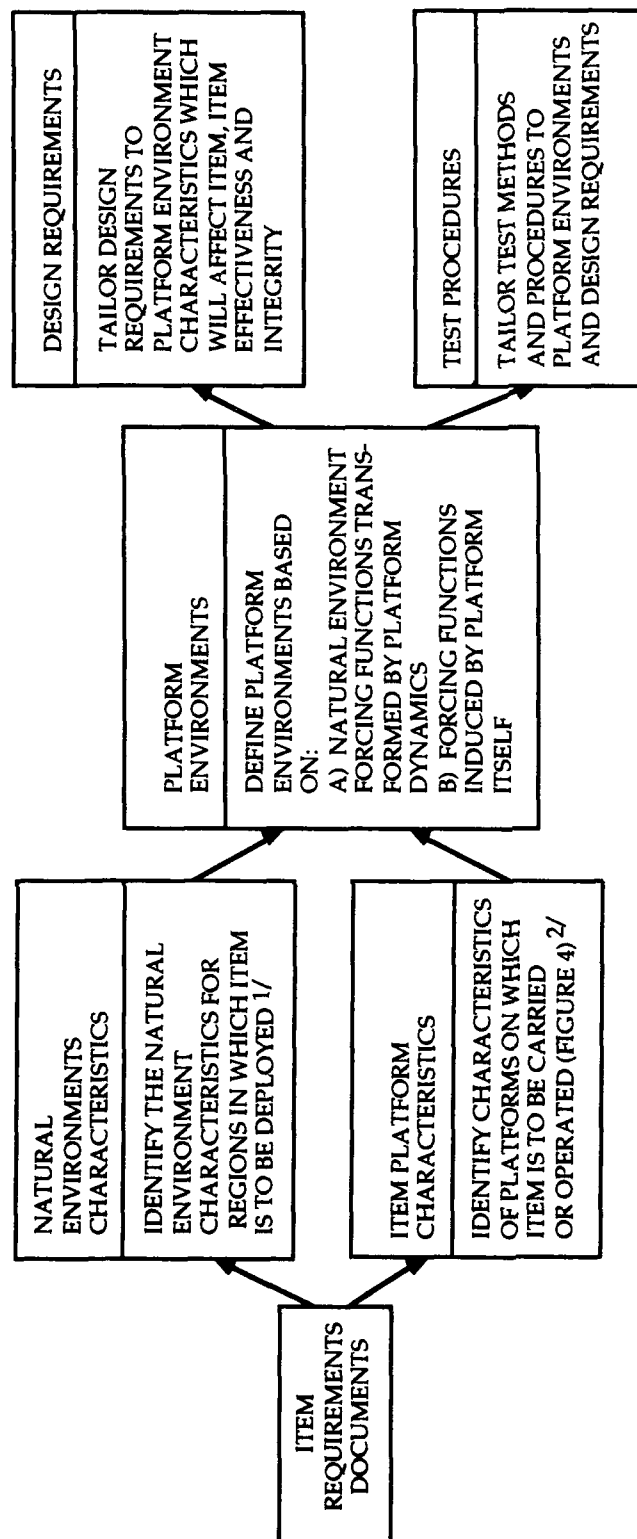 ITEM
REQUIREMENTS
DOCUMENTS
NATURAL
ENVIRONMENTS
CHARACTERISTICS
IDENTIFY THE NATURAL
ENVIRONMENT
CHARACTERISTICS FOR
REGIONS IN WHICH ITEM
IS TO BE DEPLOYED 1/
ITEM PLATFORM
CHARACTERISTICS
IDENTIFY CHARACTERISTICS
OF PLATFORMS ON WHICH
ITEM IS TO BE CARRIED
OR OPERATED (FIGURE 4) 2/
PLATFORM
ENVIRONMENTS
DEFINE PLATFORM
ENVIRONMENTS BASED
ON:
A) NATURAL ENVIRONMENT
FORCING FUNCTIONS TRANS-
FORMED BY PLATFORM
DYNAMICS
B) FORCING FUNCTIONS
INDUCED BY PLATFORM
ITSELF
DESIGN REQUIREMENTS
TAILOR DESIGN
REQUIREMENTS TO
PLATFORM ENVIRONMENT
CHARACTERISTICS WHICH
WILL AFFECT ITEM, ITEM
EFFECTIVENESS AND
INTEGRITY
TEST PROCEDURES
TAILOR TEST METHODS
AND PROCEDURES TO
PLATFORM ENVIRONMENTS
AND DESIGN REQUIREMENTS